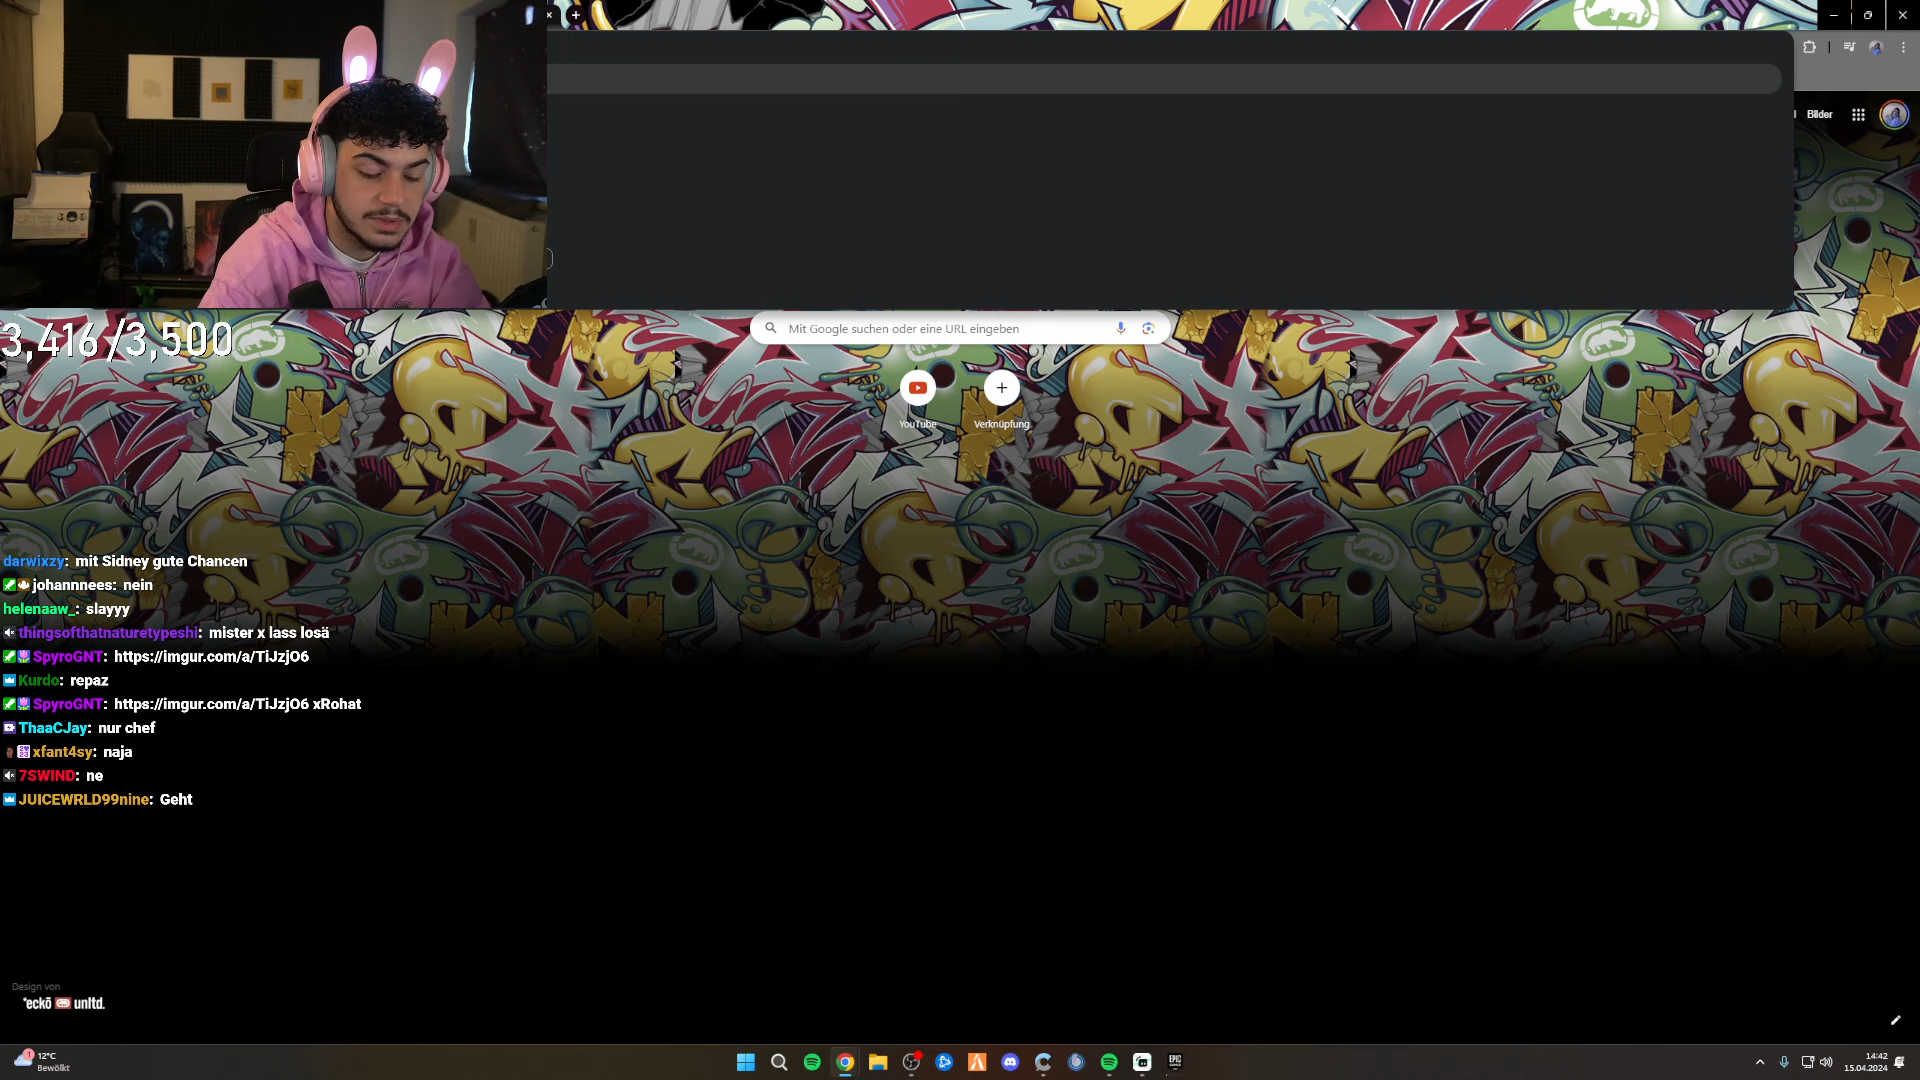 Bilder
3,416 /3,500
Mit Google suchen oder eine URL eingeben
YouTube
Verknüpfung
darwixzy: mit Sidney gute Chancen
johannnees: nein
helenaaw_: slayyy
thingsofthatnaturetypeshi: mister x lass losä
SpyroGNT: https://imgur.com/a/TiJzjO6
Kurdo: repaz
SpyroGNT: https://imgur.com/a/TiJzjO6 xRohat
ThaaCJay: nur chef
xfant4sy: naja
7SWIND: ne
JUICEWRLD99nine: Geht
Design von
*eckō unltd.
1
12°C
Bewölkt
EPIC
14:42
15.04.2024